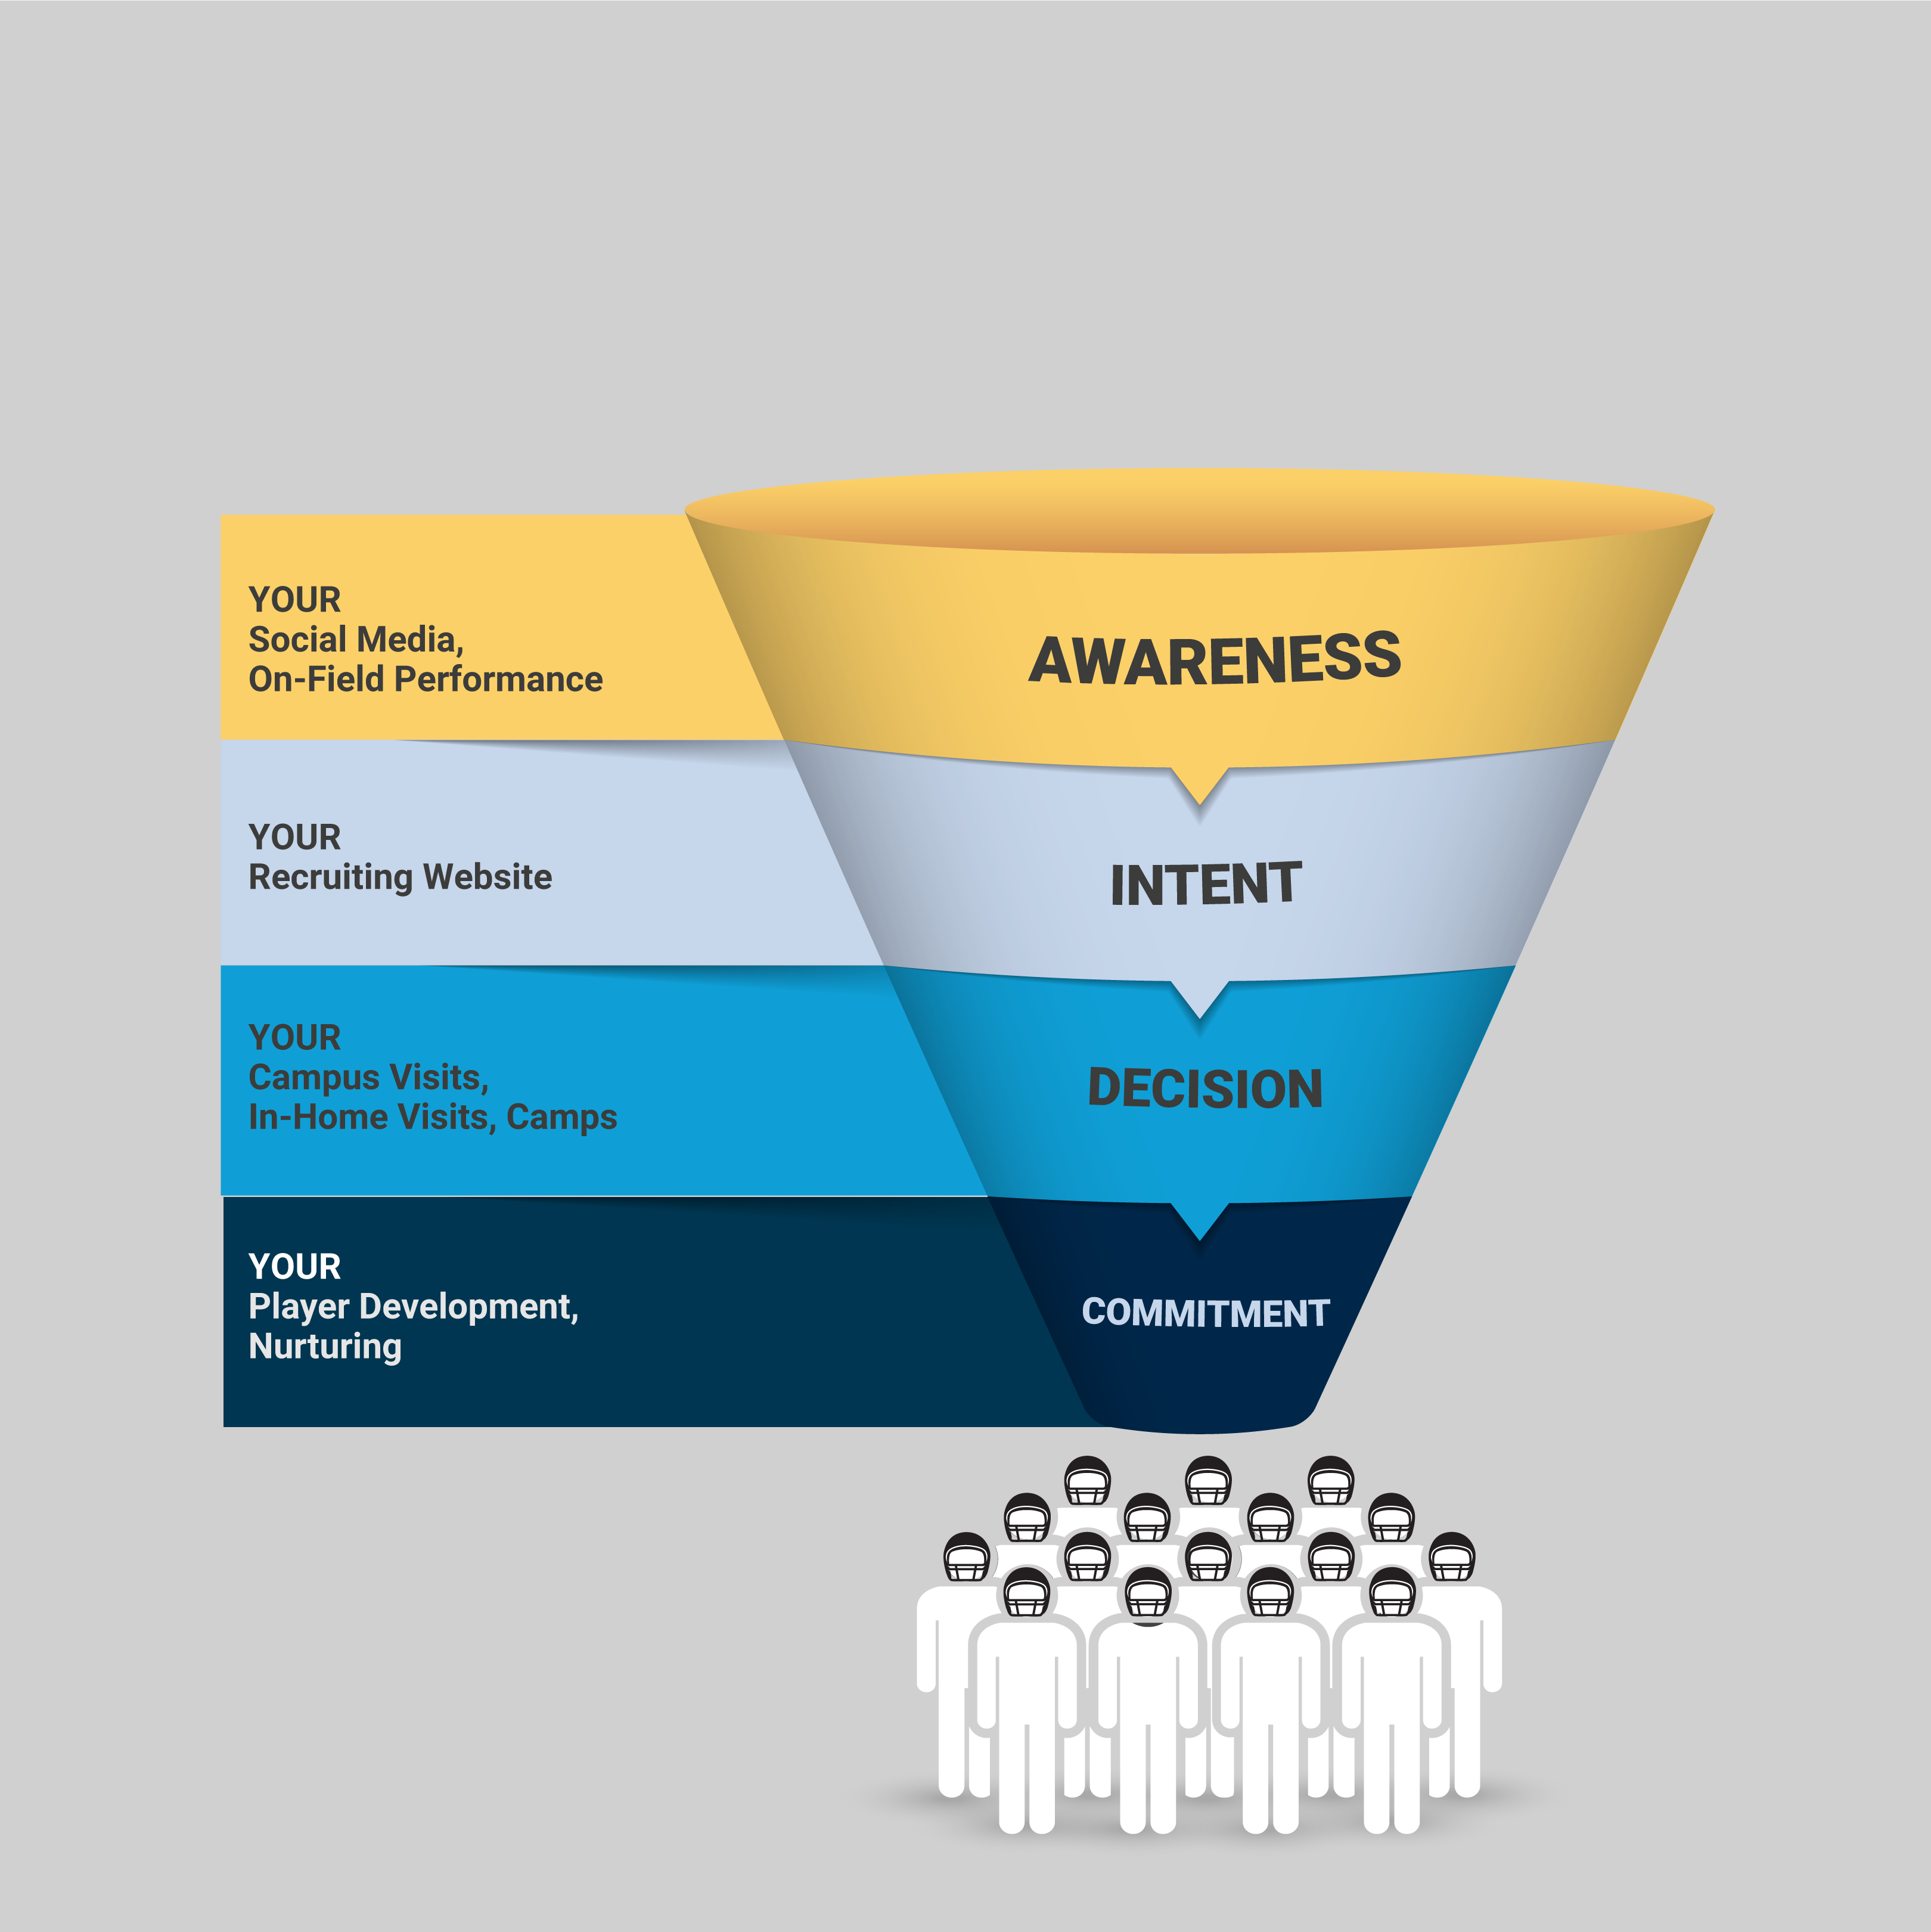 YOUR
Social Media,
On-Field Performance
AWARENESS
YOUR
Recruiting Website
INTENT
YOUR
Campus Visits,
In-Home Visits, Camps
DECISION
YOUR
Player Development,
Nurturing
COMMITMENT